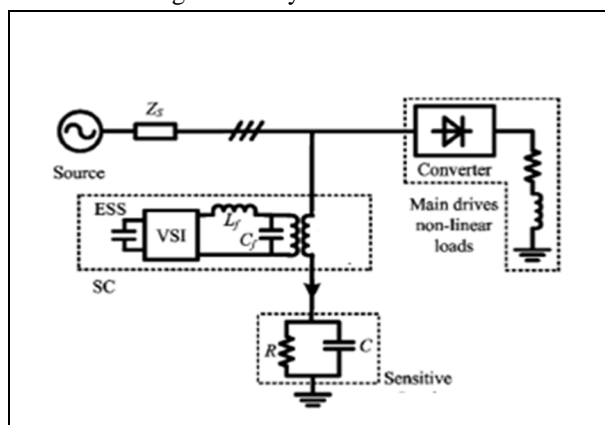 Z_S
Source
Converter
Main drives
non-linear
loads
ESS
VSI
L_f
C_f
SC
R
C
Sensitive